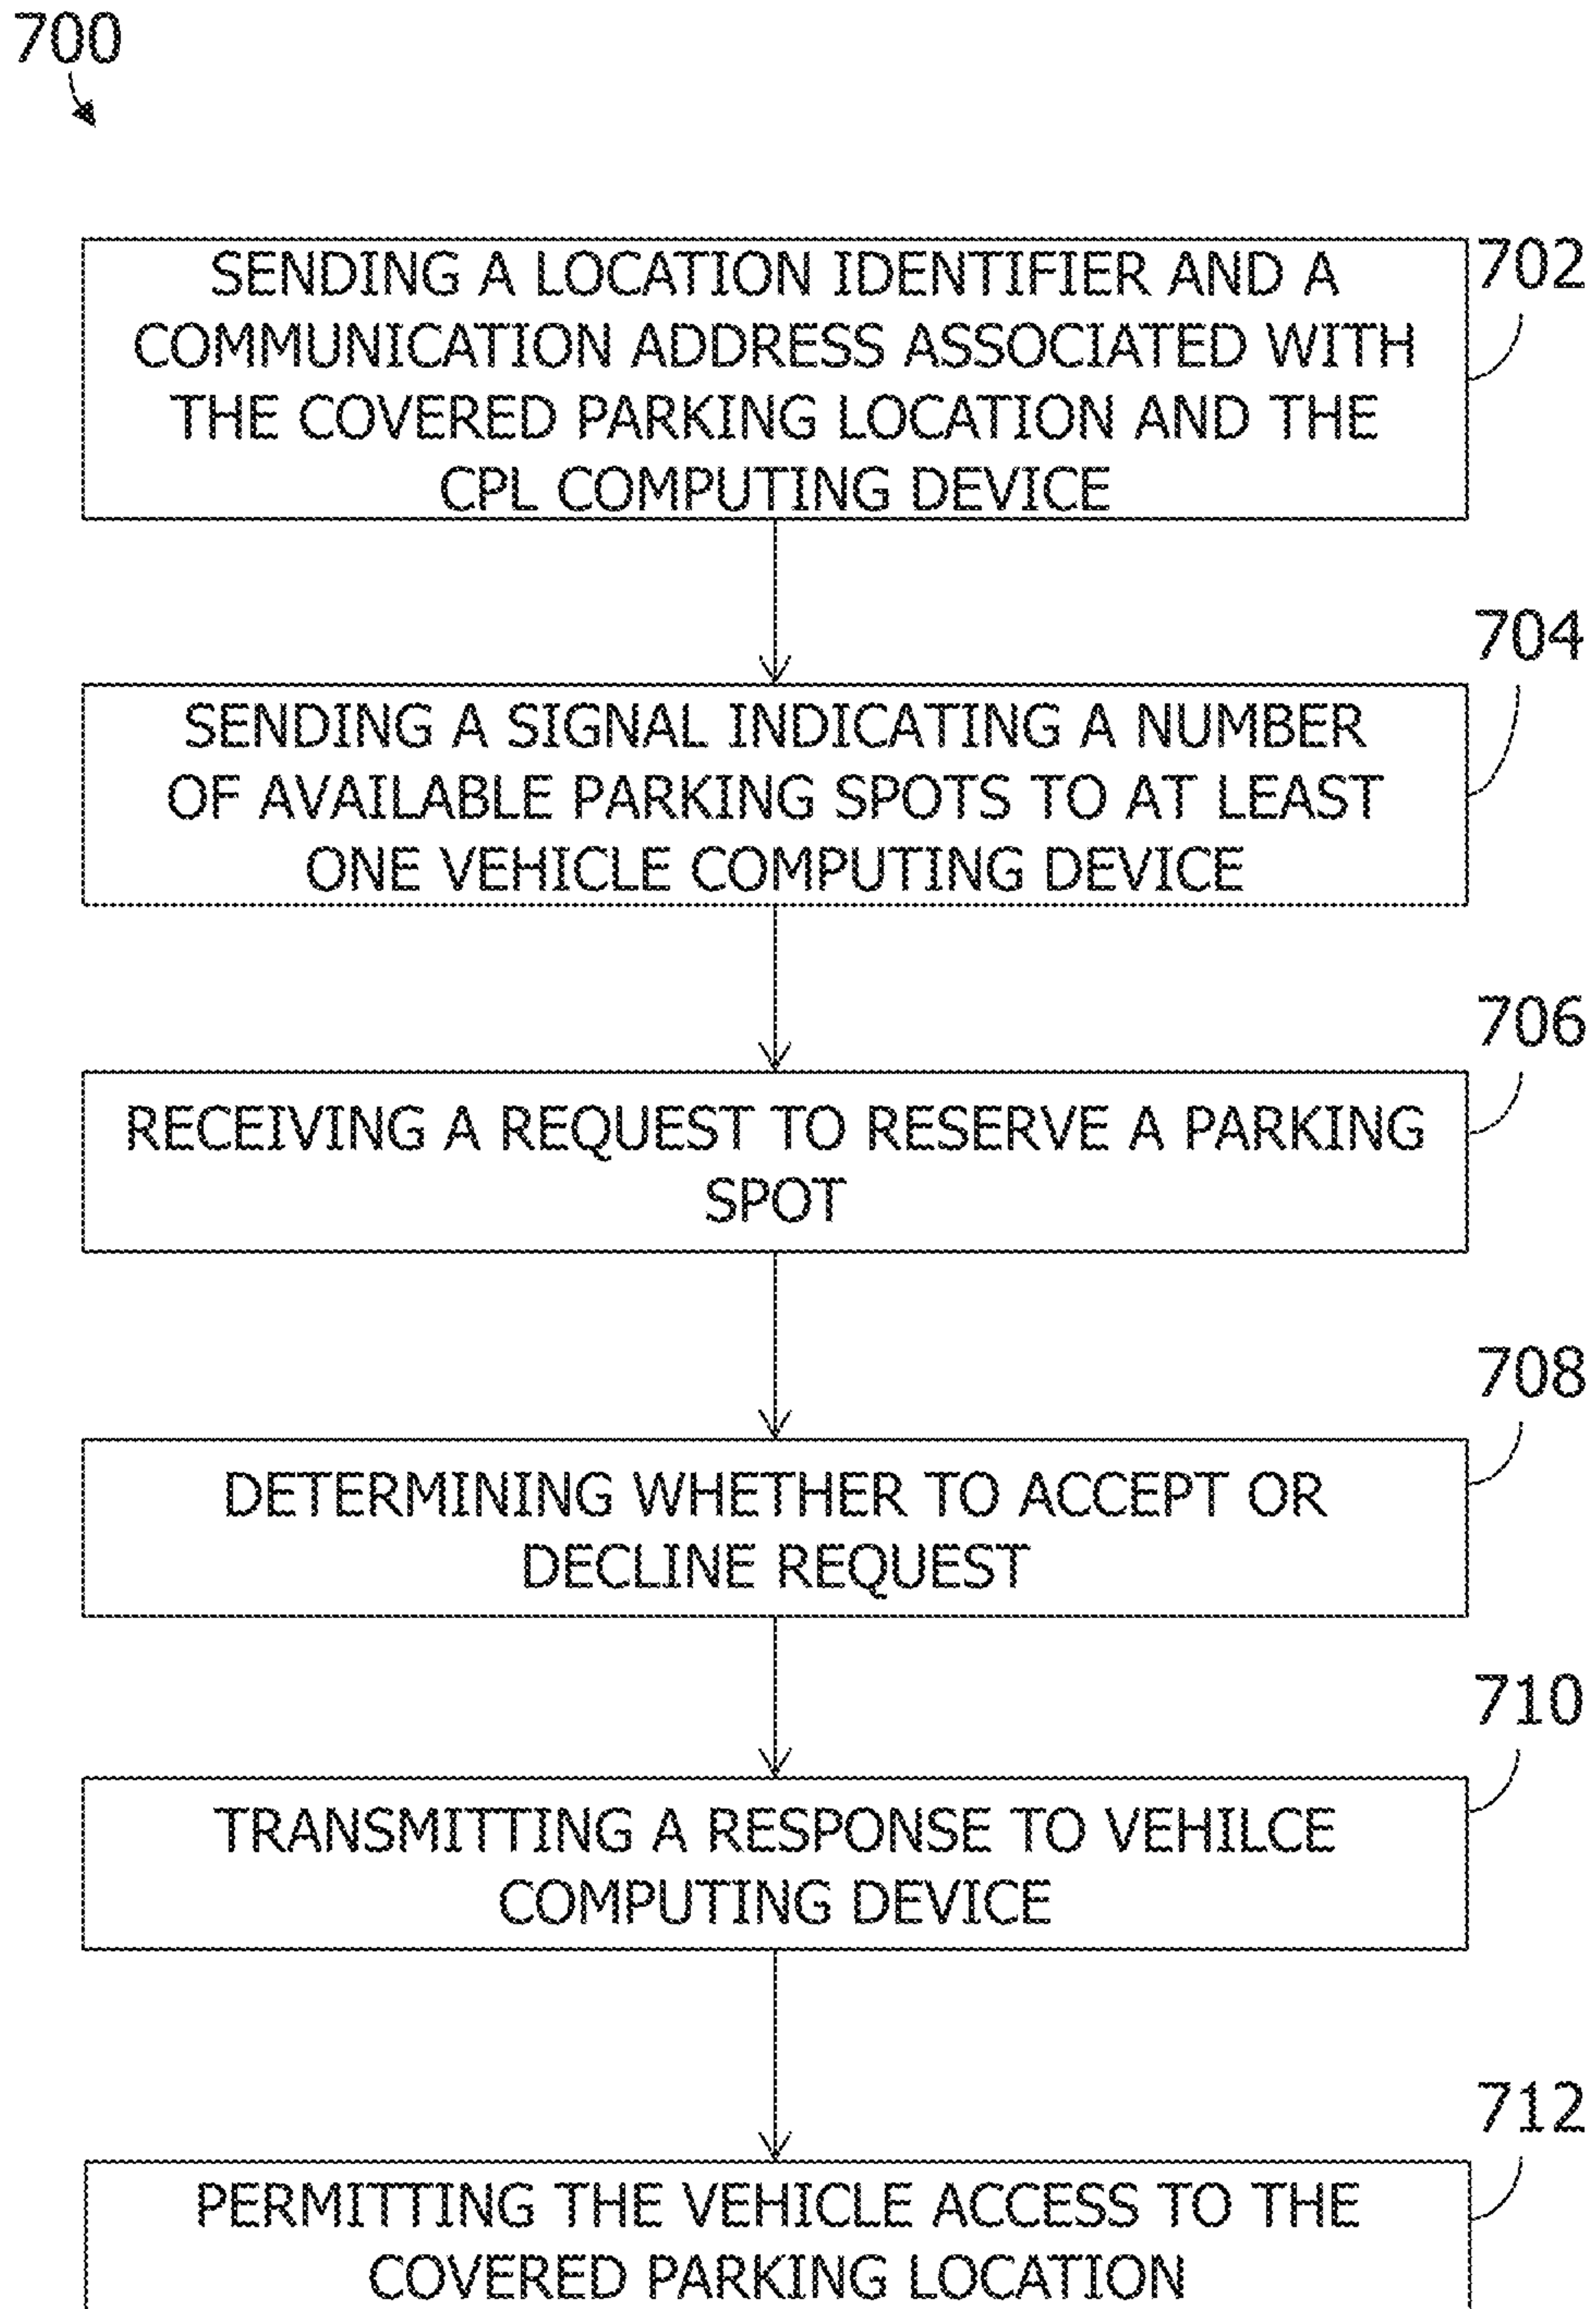 700
SENDING A LOCATION IDENTIFIER AND A
COMMUNICATION ADDRESS ASSOCIATED WITH
THE COVERED PARKING LOCATION AND THE
CPL COMPUTING DEVICE
702
SENDING A SIGNAL INDICATING A NUMBER
OF AVAILABLE PARKING SPOTS TO AT LEAST
ONE VEHICLE COMPUTING DEVICE
704
RECEIVING A REQUEST TO RESERVE A PARKING
SPOT
706
DETERMINING WHETHER TO ACCEPT OR
DECLINE REQUEST
708
TRANSMITTING A RESPONSE TO VEHILCE
COMPUTING DEVICE
710
PERMITTING THE VEHICLE ACCESS TO THE
COVERED PARKING LOCATION
712